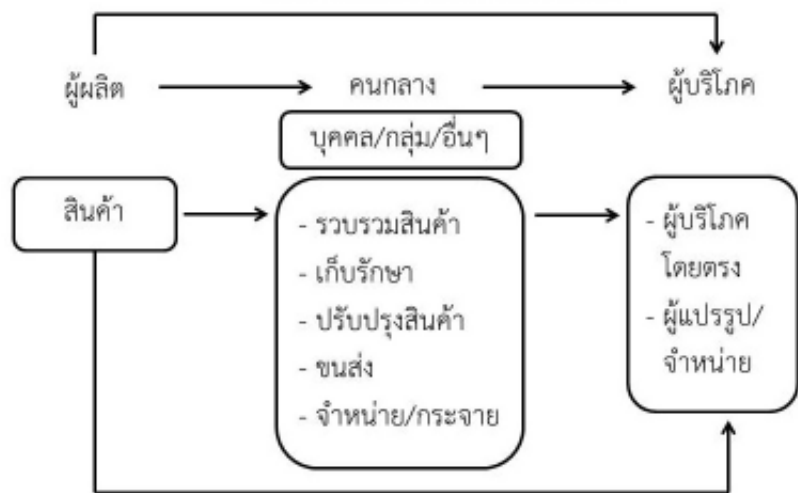 ผู้ผลิต คนกลาง ผู้บริโภค
บุคคล/กลุ่ม/อื่นๆ
สินค้า
- รวบรวมสินค้า
- เก็บรักษา
- ปรับปรุงสินค้า
- ขนส่ง
- จำหน่าย/กระจาย
- ผู้บริโภค
โดยตรง
- ผู้แปรรูป/
จำหน่าย